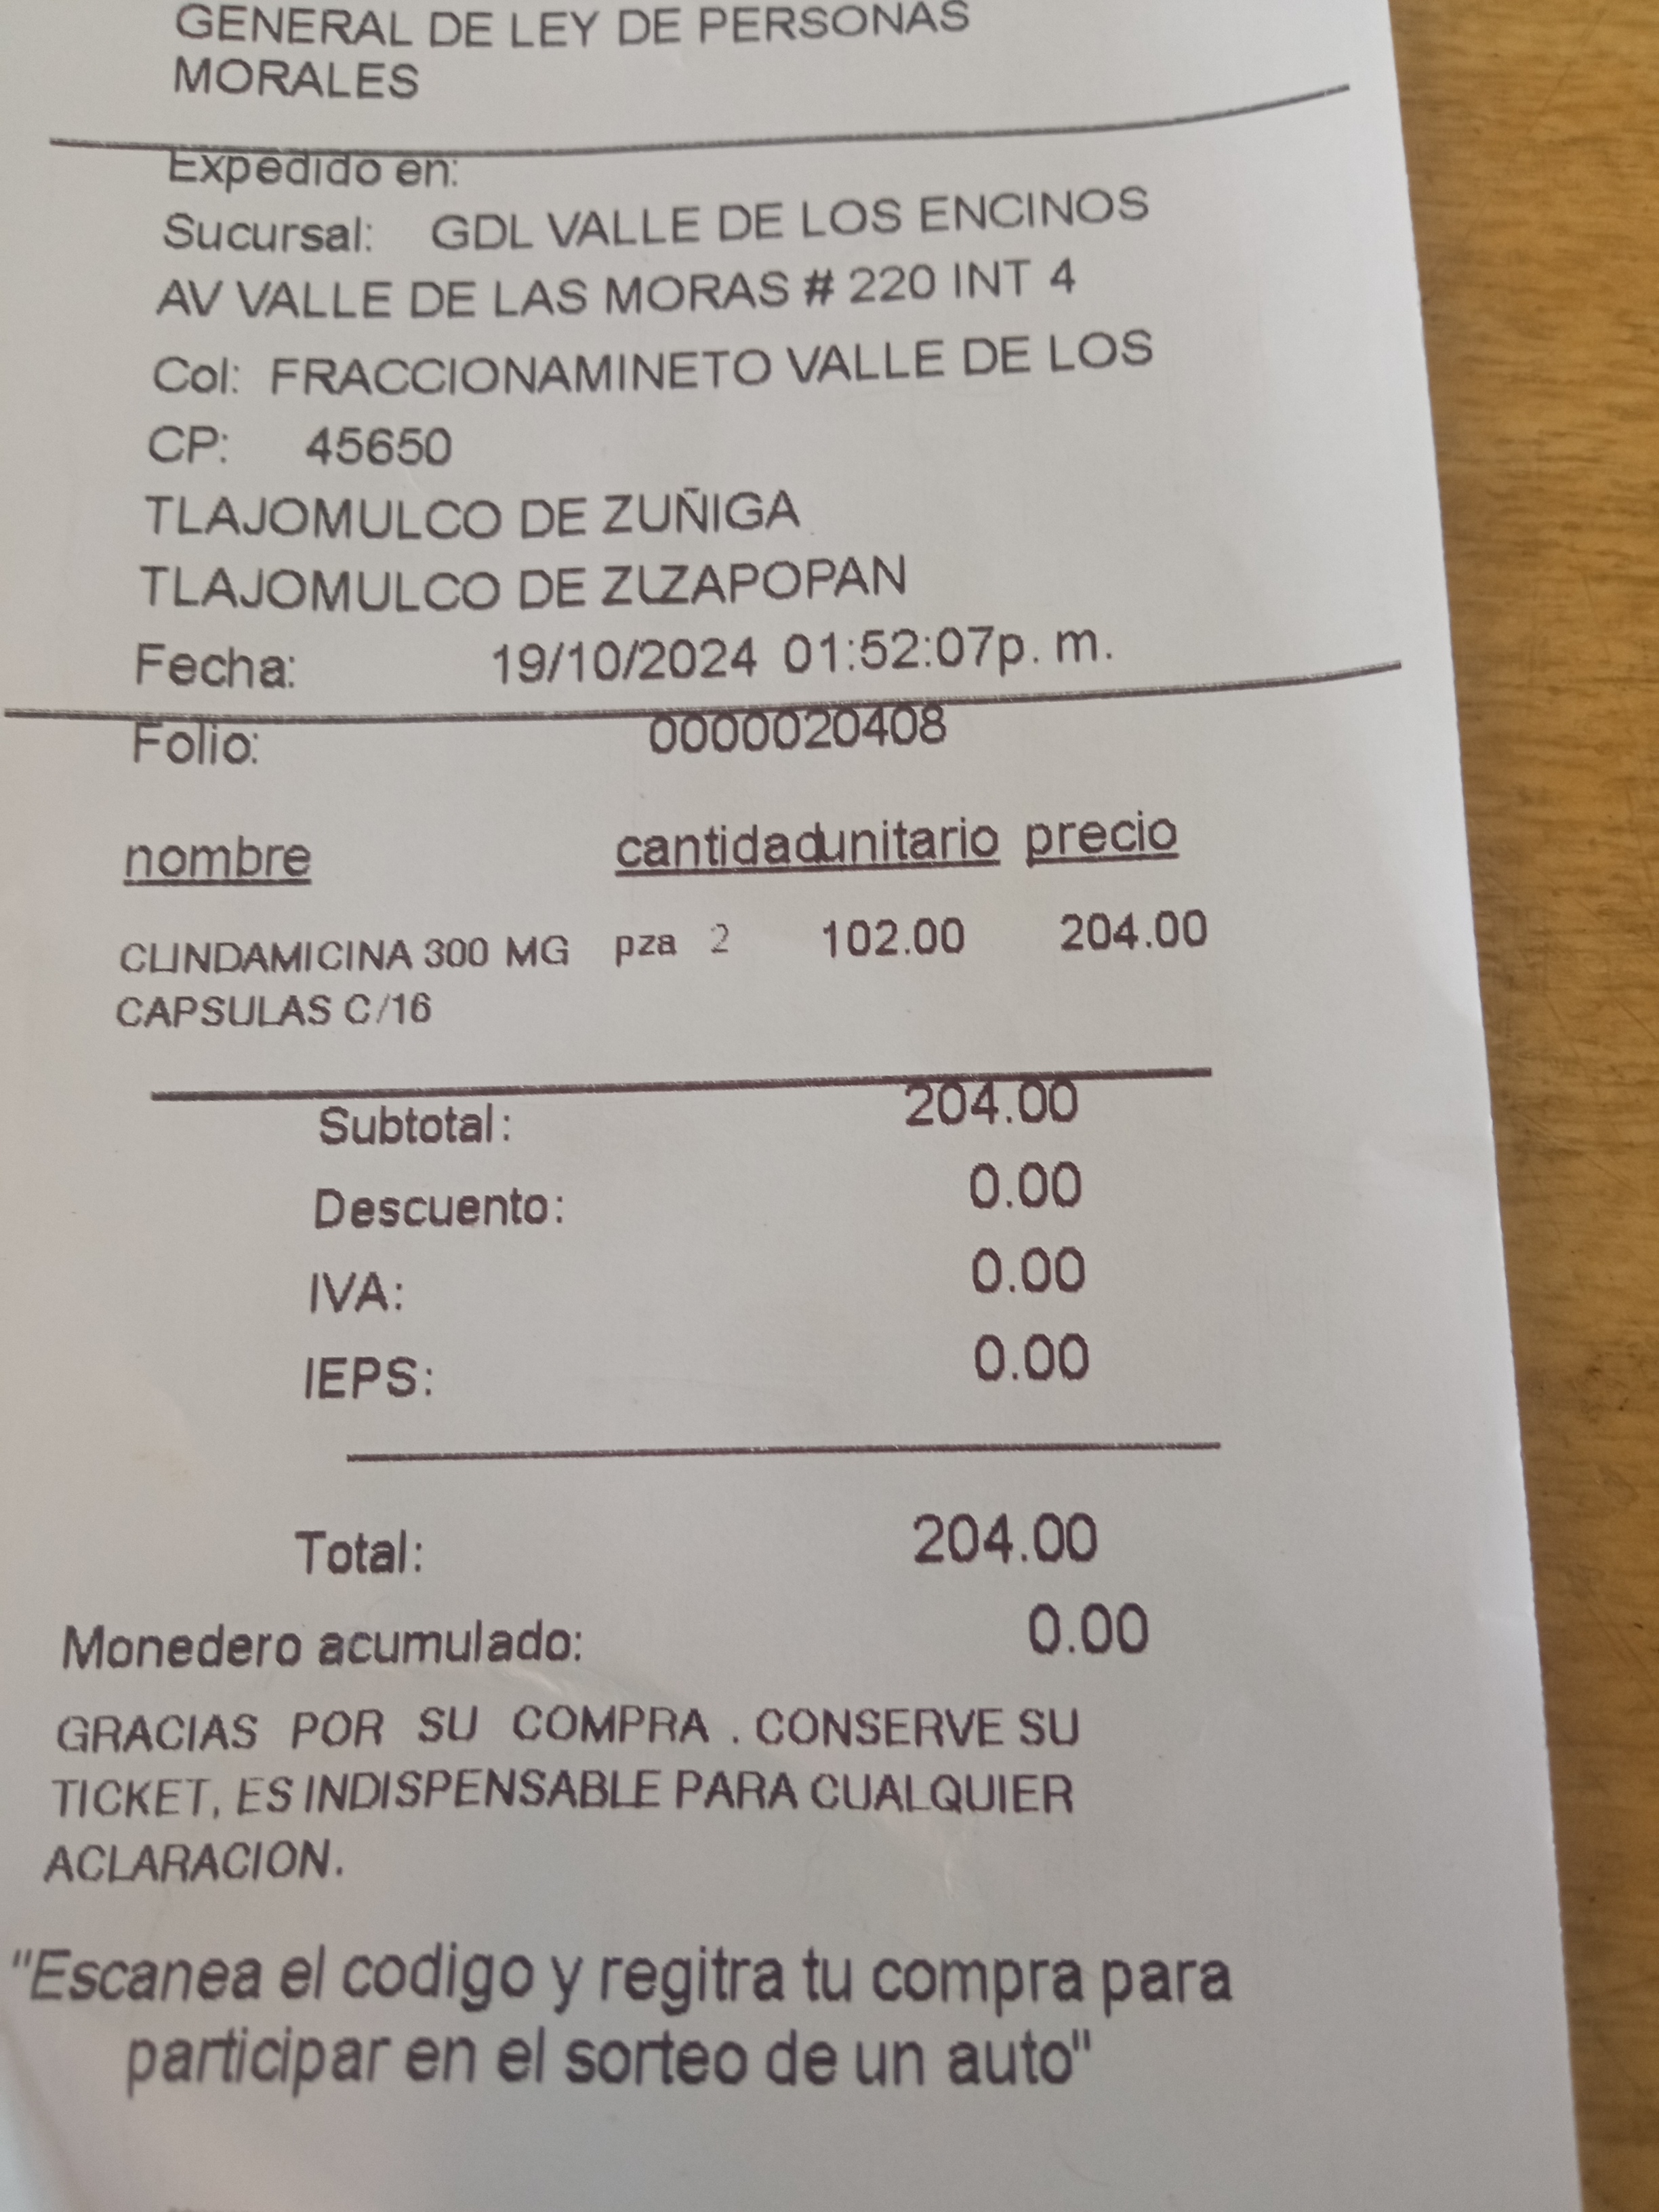 GENERAL DE LEY DE PERSONAS
MORALES
Expedido en:
Sucursal: GDL VALLE DE LOS ENCINOS
AV VALLE DE LAS MORAS # 220 INT 4
Col: FRACCIONAMINETO VALLE DE LOS
CP: 45650
TLAJOMULCO DE ZUÑIGA
TLAJOMULCO DE ZUZAPOPAN
Fecha: 19/10/2024 01:52:07p. m.
Folio: 0000020408
nombre cantidad unitario precio
CLINDAMICINA 300 MG pza 2 102.00 204.00
CAPSULAS C/16
Subtotal: 204.00
Descuento: 0.00
IVA: 0.00
IEPS: 0.00
Total: 204.00
Monedero acumulado: 0.00
GRACIAS POR SU COMPRA . CONSERVE SU
TICKET, ES INDISPENSABLE PARA CUALQUIER
ACLARACION.
"Escanea el codigo y regitra tu compra para
participar en el sorteo de un auto"